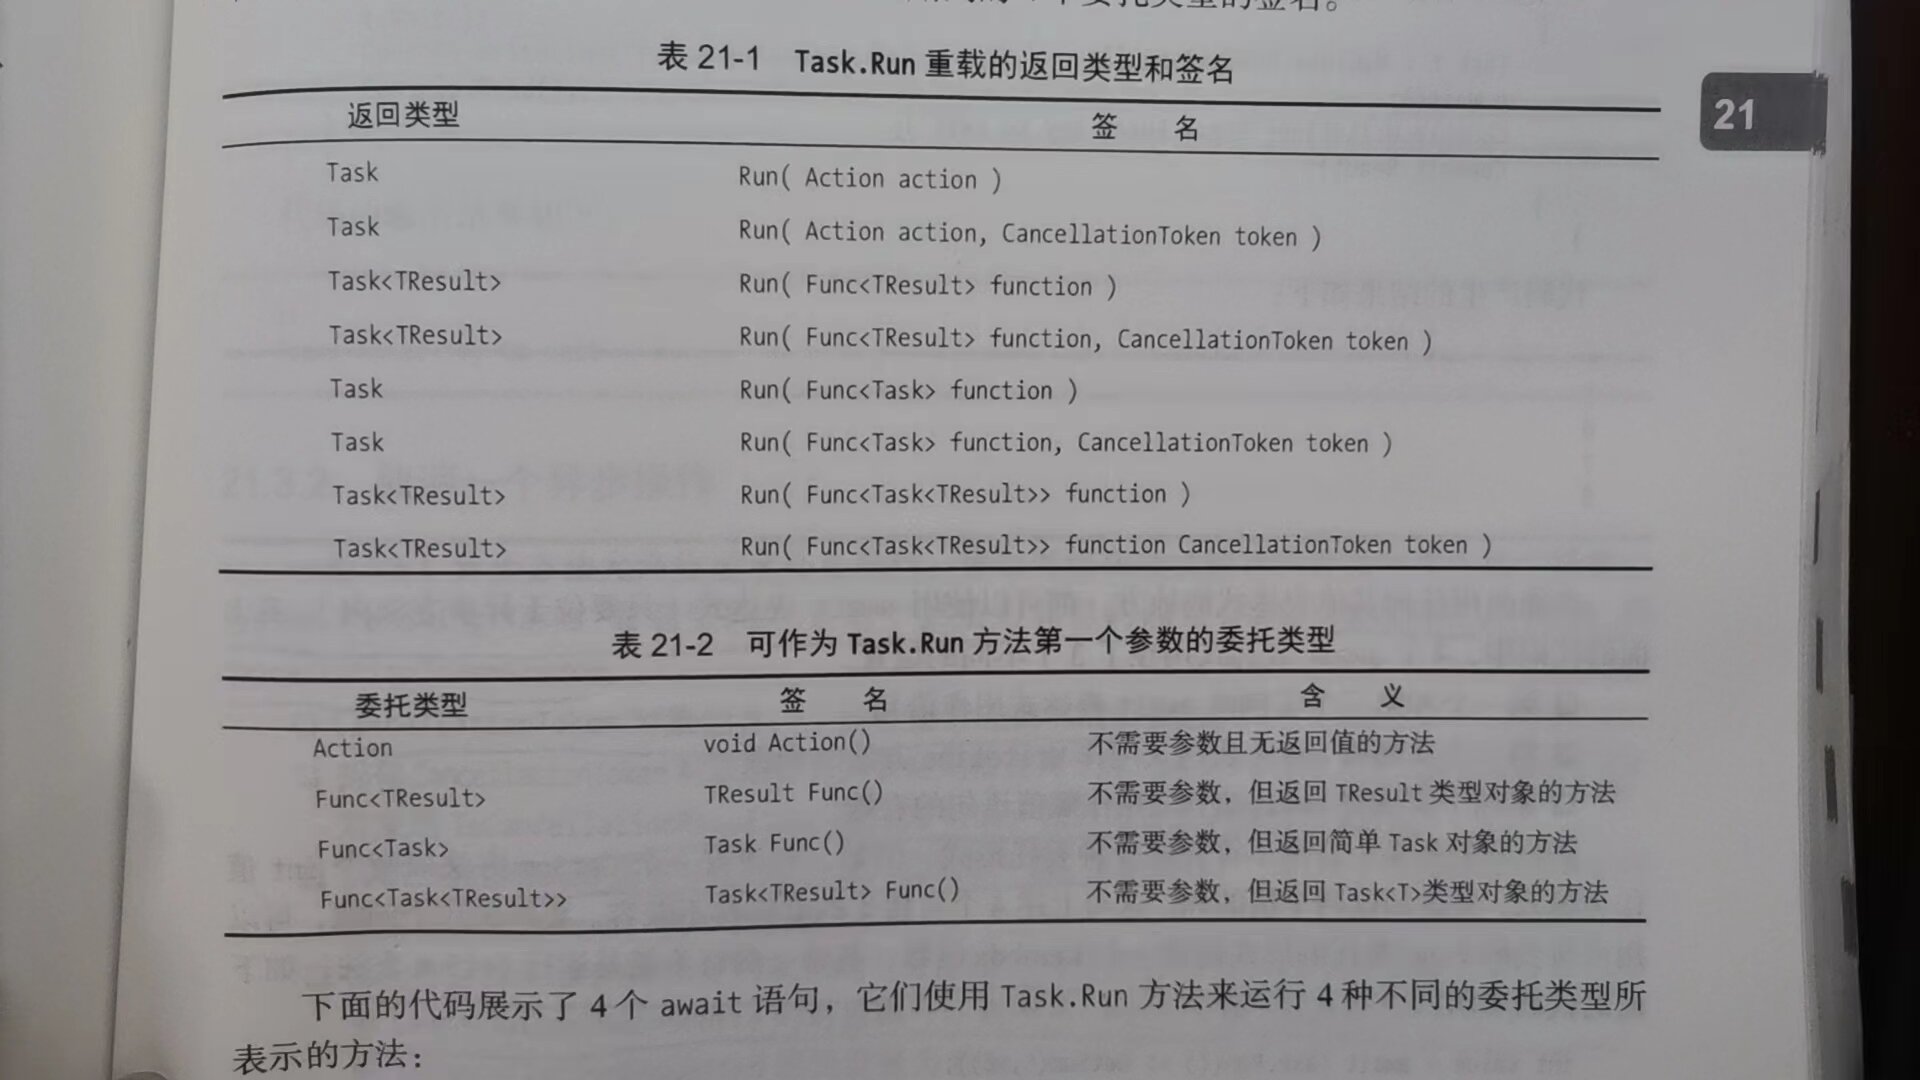 委托类型的签名。
表 21-1 Task.Run 重载的返回类型和签名
21
返回类型 签 名
Task Run( Action action )
Task Run( Action action, CancellationToken token )
Task<TResult> Run( Func<TResult> function )
Task<TResult> Run( Func<TResult> function, CancellationToken token )
Task Run( Func<Task> function )
Task Run( Func<Task> function, CancellationToken token )
Task<TResult> Run( Func<Task<TResult>> function )
Task<TResult> Run( Func<Task<TResult>> function CancellationToken token )
表 21-2 可作为 Task.Run 方法第一个参数的委托类型
委托类型 签 名 含 义
Action void Action() 不需要参数且无返回值的方法
Func<TResult> TResult Func() 不需要参数，但返回 TResult 类型对象的方法
Func<Task> Task Func() 不需要参数，但返回简单 Task 对象的方法
Func<Task<TResult>> Task<TResult> Func() 不需要参数，但返回 Task<T>类型对象的方法
下面的代码展示了 4 个 await 语句，它们使用 Task.Run 方法来运行 4 种不同的委托类型所
表示的方法：